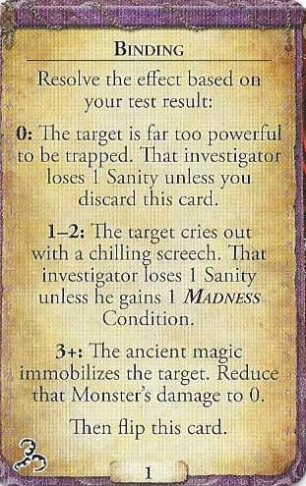 BINDING
Resolve the effect based on
your test result:
0: The target is far too powerful
to be trapped. That investigator
loses 1 Sanity unless you
discard this card.
1–2: The target cries out
with a chilling screech. That
investigator loses 1 Sanity
unless he gains 1 MADNESS
Condition.
3+: The ancient magic
immobilizes the target. Reduce
that Monster's damage to 0.
Then flip this card.
1